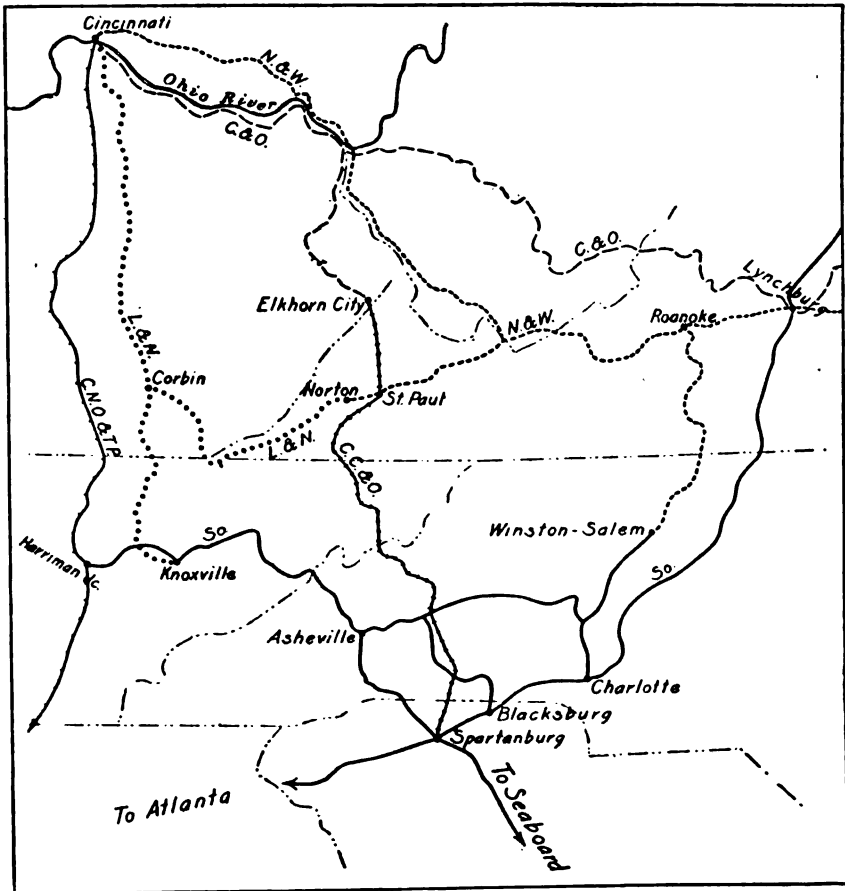 Cincinnati
N.&W.
Ohio River
C.&O.
C.&O.
Lynchburg
Elkhorn City
N.&W.
Roanoke
L.&N.
Corbin
Norton
St. Paul
C.N.O.&T.P.
L.&N.
C.C.&O.
Winston-Salem
So.
So.
Harriman Jc.
Knoxville
Asheville
Charlotte
Blacksburg
Spartanburg
To Atlanta
To Seaboard